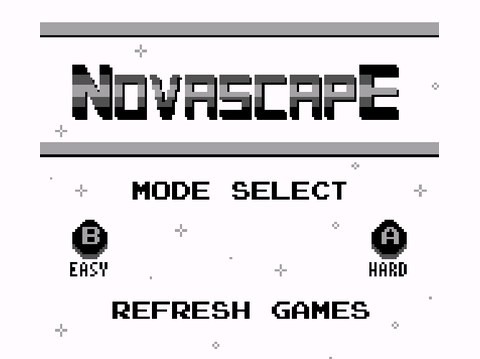 NOVASCAPE
MODE SELECT
B A
EASY HARD
REFRESH GAMES